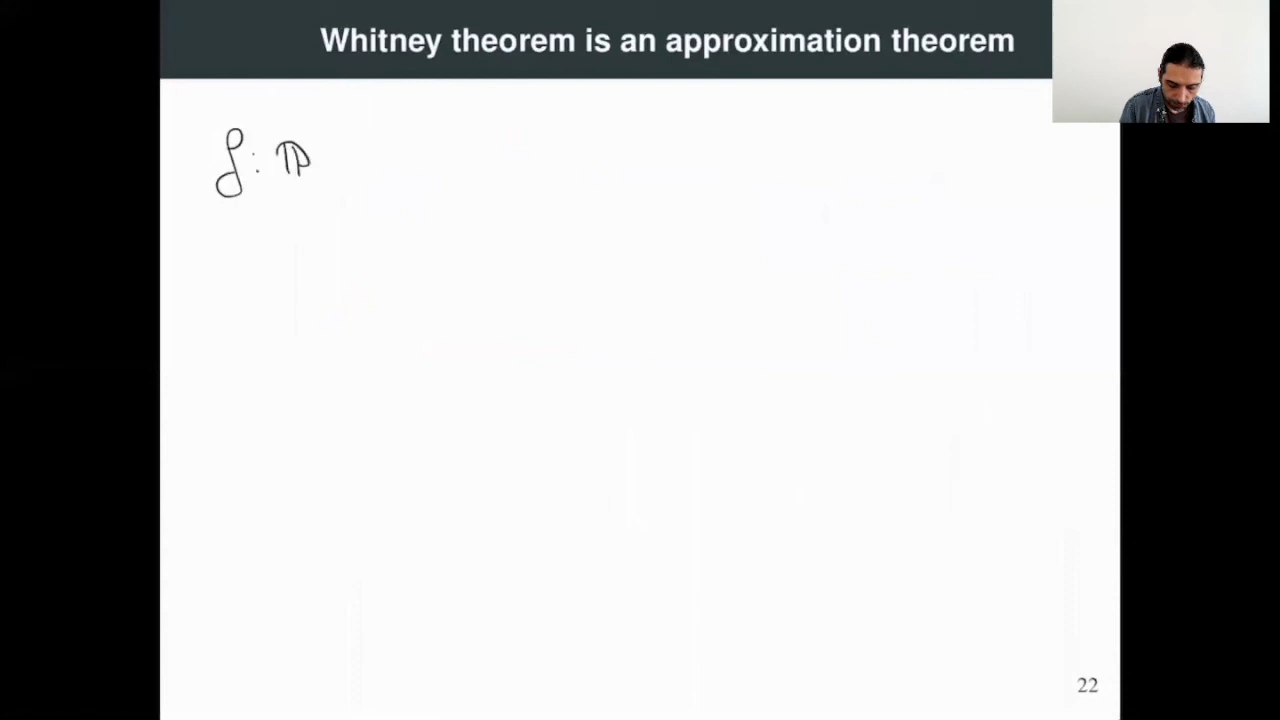 Whitney theorem is an approximation theorem
f: ℝ
22